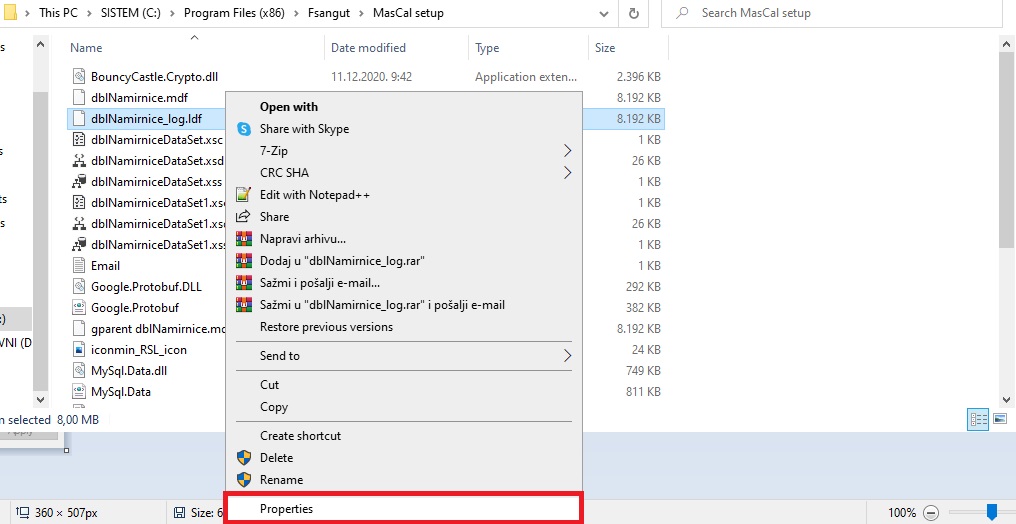 This PC > SISTEM (C:) > Program Files (x86) > Fsangut > MasCal setup
Search MasCal setup
Name Date modified Type Size
BouncyCastle.Crypto.dll 11.12.2020. 9:42 Application exten... 2.396 KB
dblNamirnice.mdf 8.192 KB
dblNamirnice_log.ldf 8.192 KB
dblNamirniceDataSet.xsc 1 KB
dblNamirniceDataSet.xsd 26 KB
dblNamirniceDataSet.xss 1 KB
dblNamirniceDataSet1.xsc 1 KB
dblNamirniceDataSet1. 26 KB
dblNamirniceDataSet1.xss 1 KB
Email 1 KB
Google.Protobuf.DLL 292 KB
Google.Protobuf 382 KB
gparent dblNamirnice.md 8.192 KB
iconmin_RSL_icon 24 KB
MySql.Data.dll 749 KB
MySql.Data 811 KB
Open with
Share with Skype
7-Zip
CRC SHA
Edit with Notepad++
Share
Napravi arhivu...
Dodaj u "dblNamirnice_log.rar"
Sažmi i pošalji e-mail...
Sažmi u "dblNamirnice_log.rar" i pošalji e-mail
Restore previous versions
Send to
Cut
Copy
Create shortcut
Delete
Rename
Properties
selected 8,00 MB
360 × 507px
Size: 6
100%